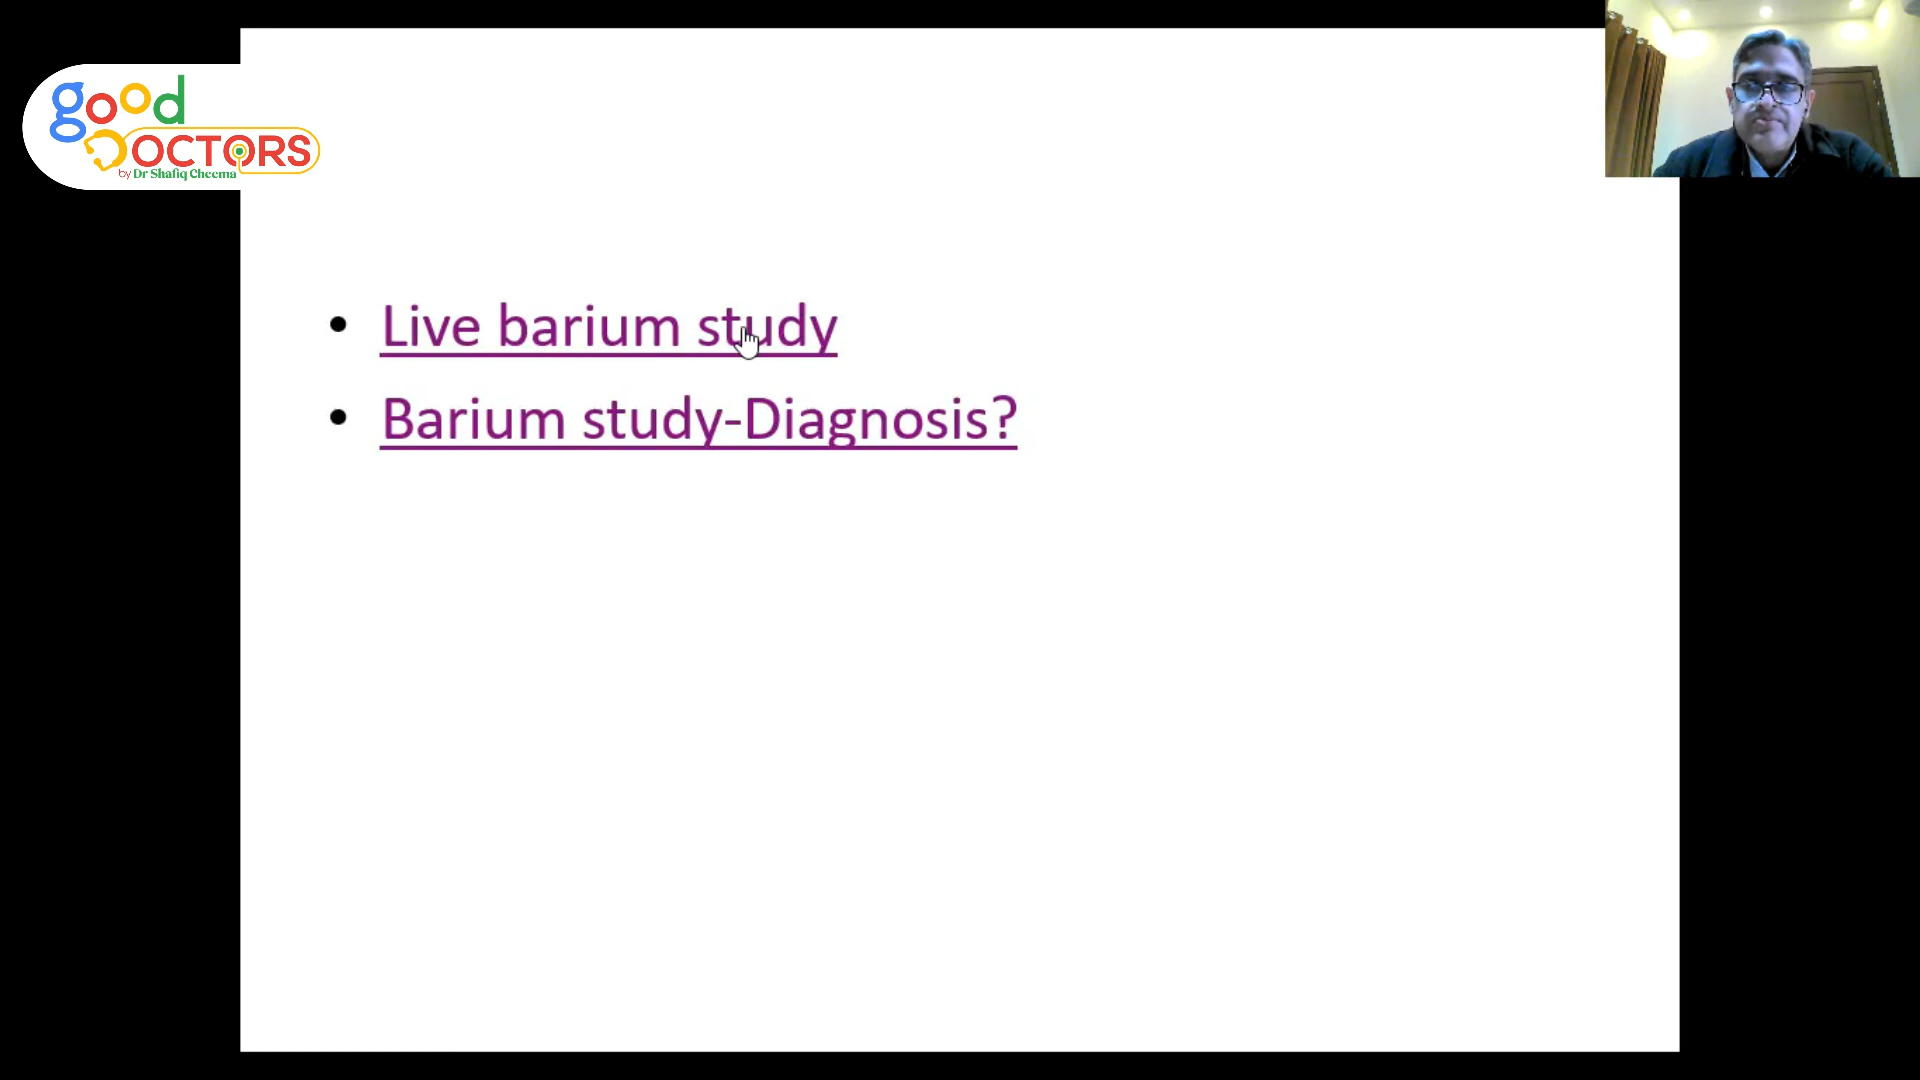 good
DOCTORS
by Dr Shafiq Cheema
• Live barium study
• Barium study-Diagnosis?